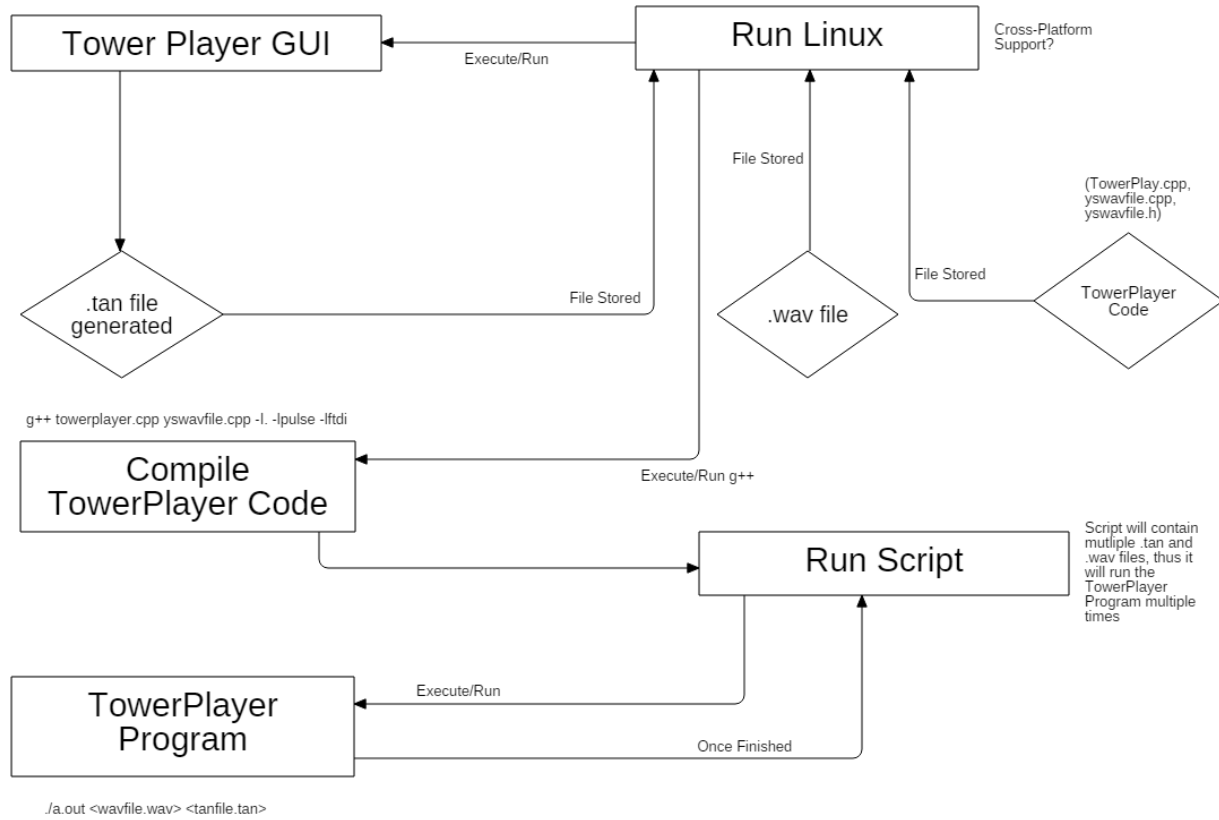 Tower Player GUI
Run Linux
Cross-Platform
Support?
Execute/Run
File Stored
(TowerPlay.cpp,
yswavfile.cpp,
yswavfile.h)
.tan file
generated
File Stored
.wav file
File Stored
TowerPlayer
Code
g++ towerplayer.cpp yswavfile.cpp -I. -lpulse -lftdi
Compile
TowerPlayer Code
Execute/Run g++
Run Script
Script will contain
mutliple .tan and
.wav files, thus it
will run the
TowerPlayer
Program multiple
times
TowerPlayer
Program
Execute/Run
Once Finished
./a.out <wavfile.wav> <tanfile.tan>